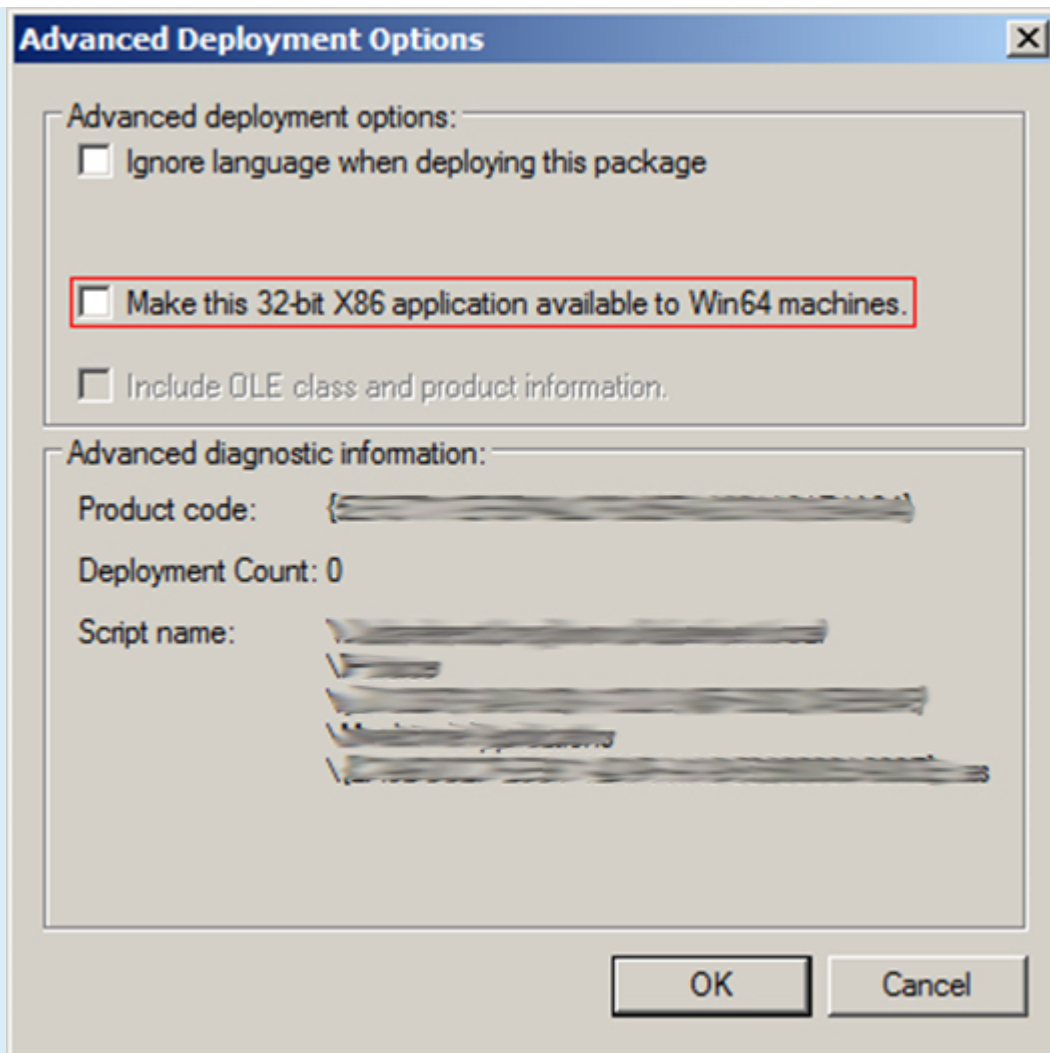 Advanced Deployment Options
Advanced deployment options:
Ignore language when deploying this package
Make this 32-bit X86 application available to Win64 machines.
Include OLE class and product information.
Advanced diagnostic information:
Product code:
Deployment Count: 0
Script name:
OK
Cancel